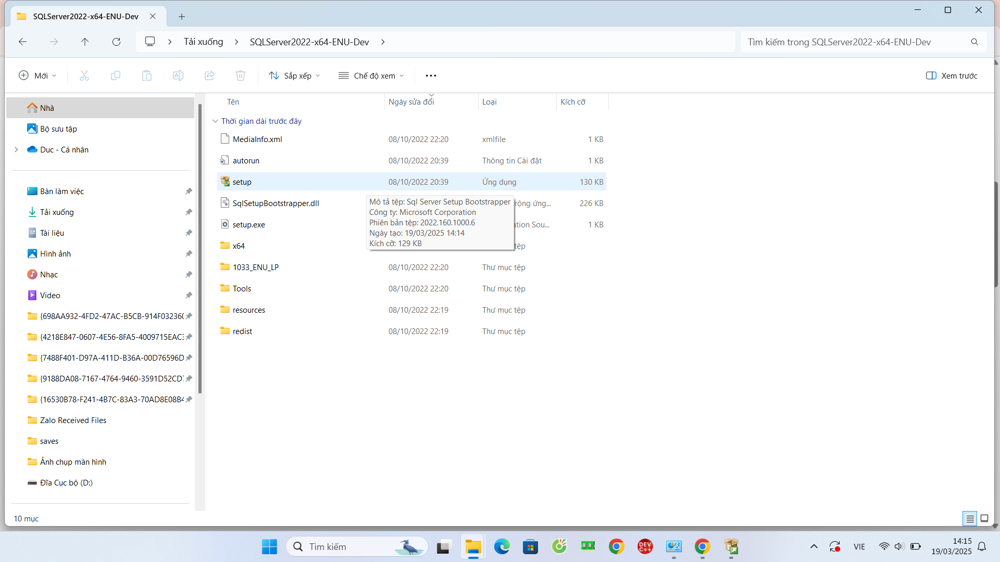 SQLServer2022-x64-ENU-Dev
Tải xuống
SQLServer2022-x64-ENU-Dev
Tìm kiếm trong SQLServer2022-x64-ENU-Dev
Mới
Sắp xếp
Chế độ xem
Xem trước
Nhà
Bộ sưu tập
Duc - Cá nhân
Bàn làm việc
Tải xuống
Tài liệu
Hình ảnh
Nhạc
Video
{698AA932-4FD2-47AC-B5CB-914F03236(
{4218E847-0607-4E56-8FA5-4009715EAC3
{7488F401-D97A-411D-B36A-00D76596D
{9188DA08-7167-4764-9460-3591D52CD7
{16530B78-F241-4B7C-83A3-70AD8E08B4
Zalo Received Files
saves
Ảnh chụp màn hình
Đĩa Cục bộ (D:)
Tên Ngày sửa đổi Loại Kích cỡ
Thời gian dài trước đây
MediaInfo.xml 08/10/2022 22:20 xmlfile 1 KB
autorun 08/10/2022 20:39 Thông tin Cài đặt 1 KB
setup 08/10/2022 20:39 Ứng dụng 130 KB
SqlSetupBootstrapper.dll rộng ứng... 226 KB
setup.exe ation Sou... 1 KB
x64 tệp
Mô tả tệp: Sql Server Setup Bootstrapper
Công ty: Microsoft Corporation
Phiên bản tệp: 2022.160.1000.6
Ngày tạo: 19/03/2025 14:14
Kích cỡ: 129 KB
1033_ENU_LP 08/10/2022 22:20 Thư mục tệp
Tools 08/10/2022 22:20 Thư mục tệp
resources 08/10/2022 22:19 Thư mục tệp
redist 08/10/2022 22:19 Thư mục tệp
10 mục
Tìm kiếm
DEV
C++
VIE
14:15
19/03/2025